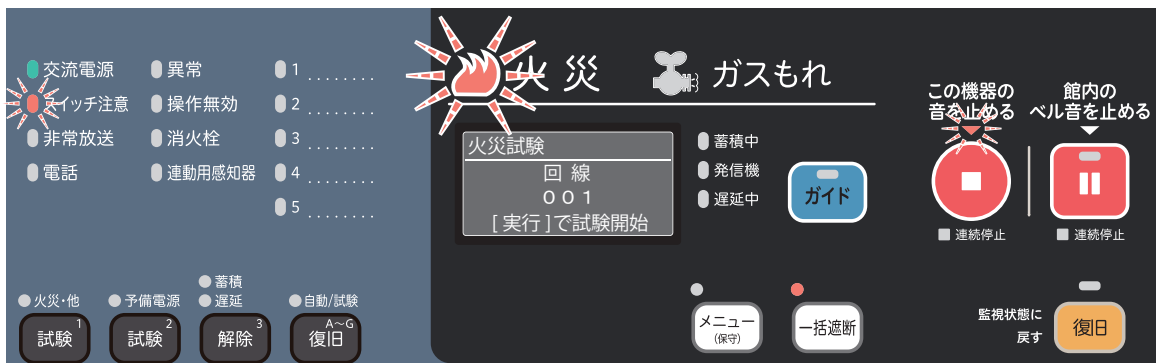 交流電源
異常
1 ........
スイッチ注意
操作無効
2 ........
非常放送
消火栓
3 ........
電話
連動用感知器
4 ........
5 ........
火災
ガスもれ
火災試験
回線
001
[実行]で試験開始
蓄積中
発信機
遅延中
ガイド
この機器の
音を止める
館内の
ベル音を止める
連続停止
連続停止
火災・他
予備電源
蓄積
遅延
自動/試験
試験 1
試験 2
解除 3
復旧 A〜G
メニュー
(保守)
一括遮断
監視状態に
戻す
復旧